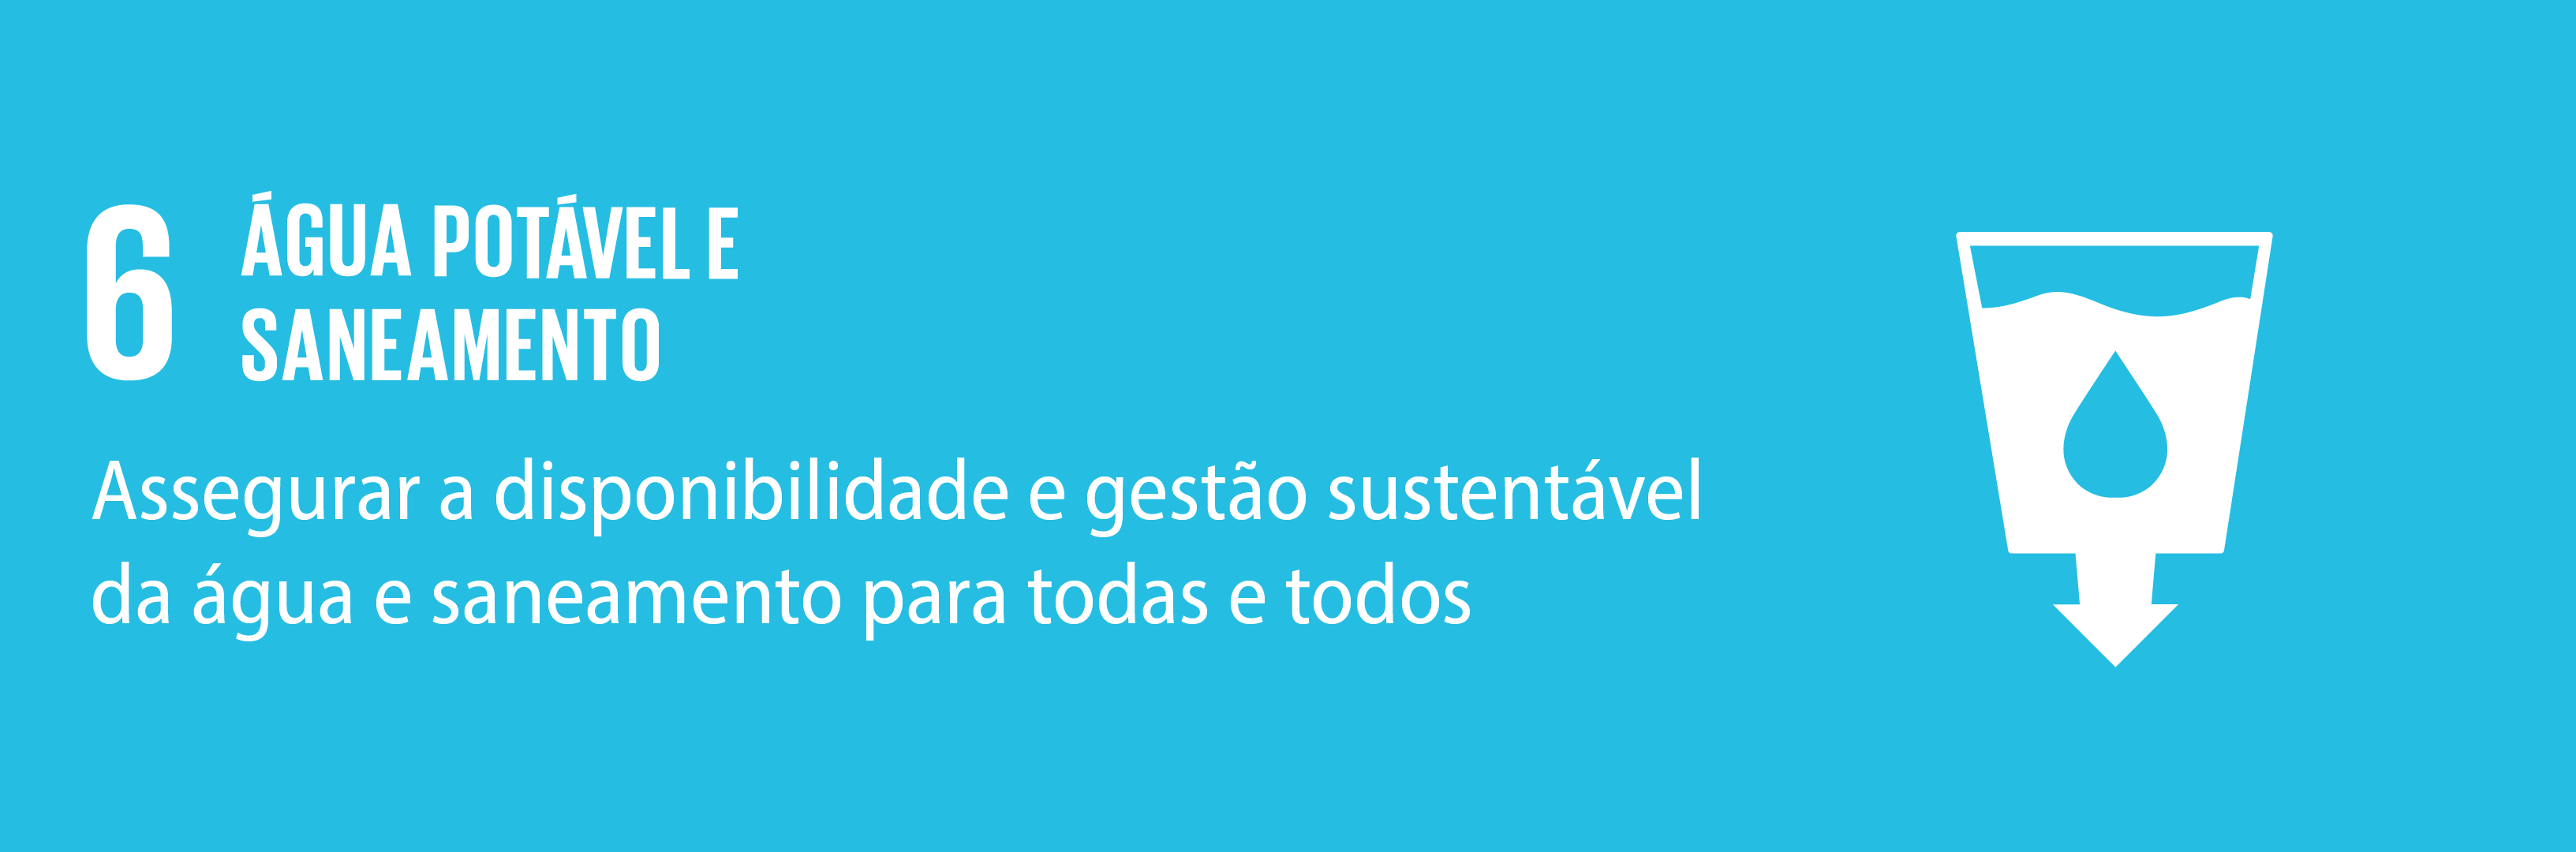 6
ÁGUA POTÁVEL E
SANEAMENTO
Assegurar a disponibilidade e gestão sustentável
da água e saneamento para todas e todos